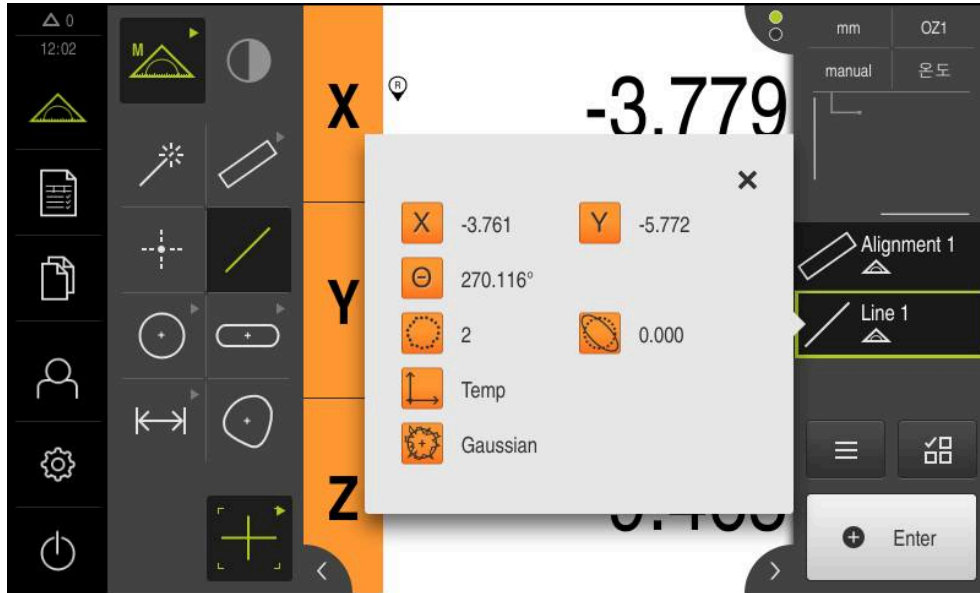 0
12:02
M
X
R
-3.779
mm
OZ1
manual
온도
X
-3.761
Y
-5.772
Θ
270.116°
2
0.000
Temp
Gaussian
Y
Z
Alignment 1
Line 1
Enter